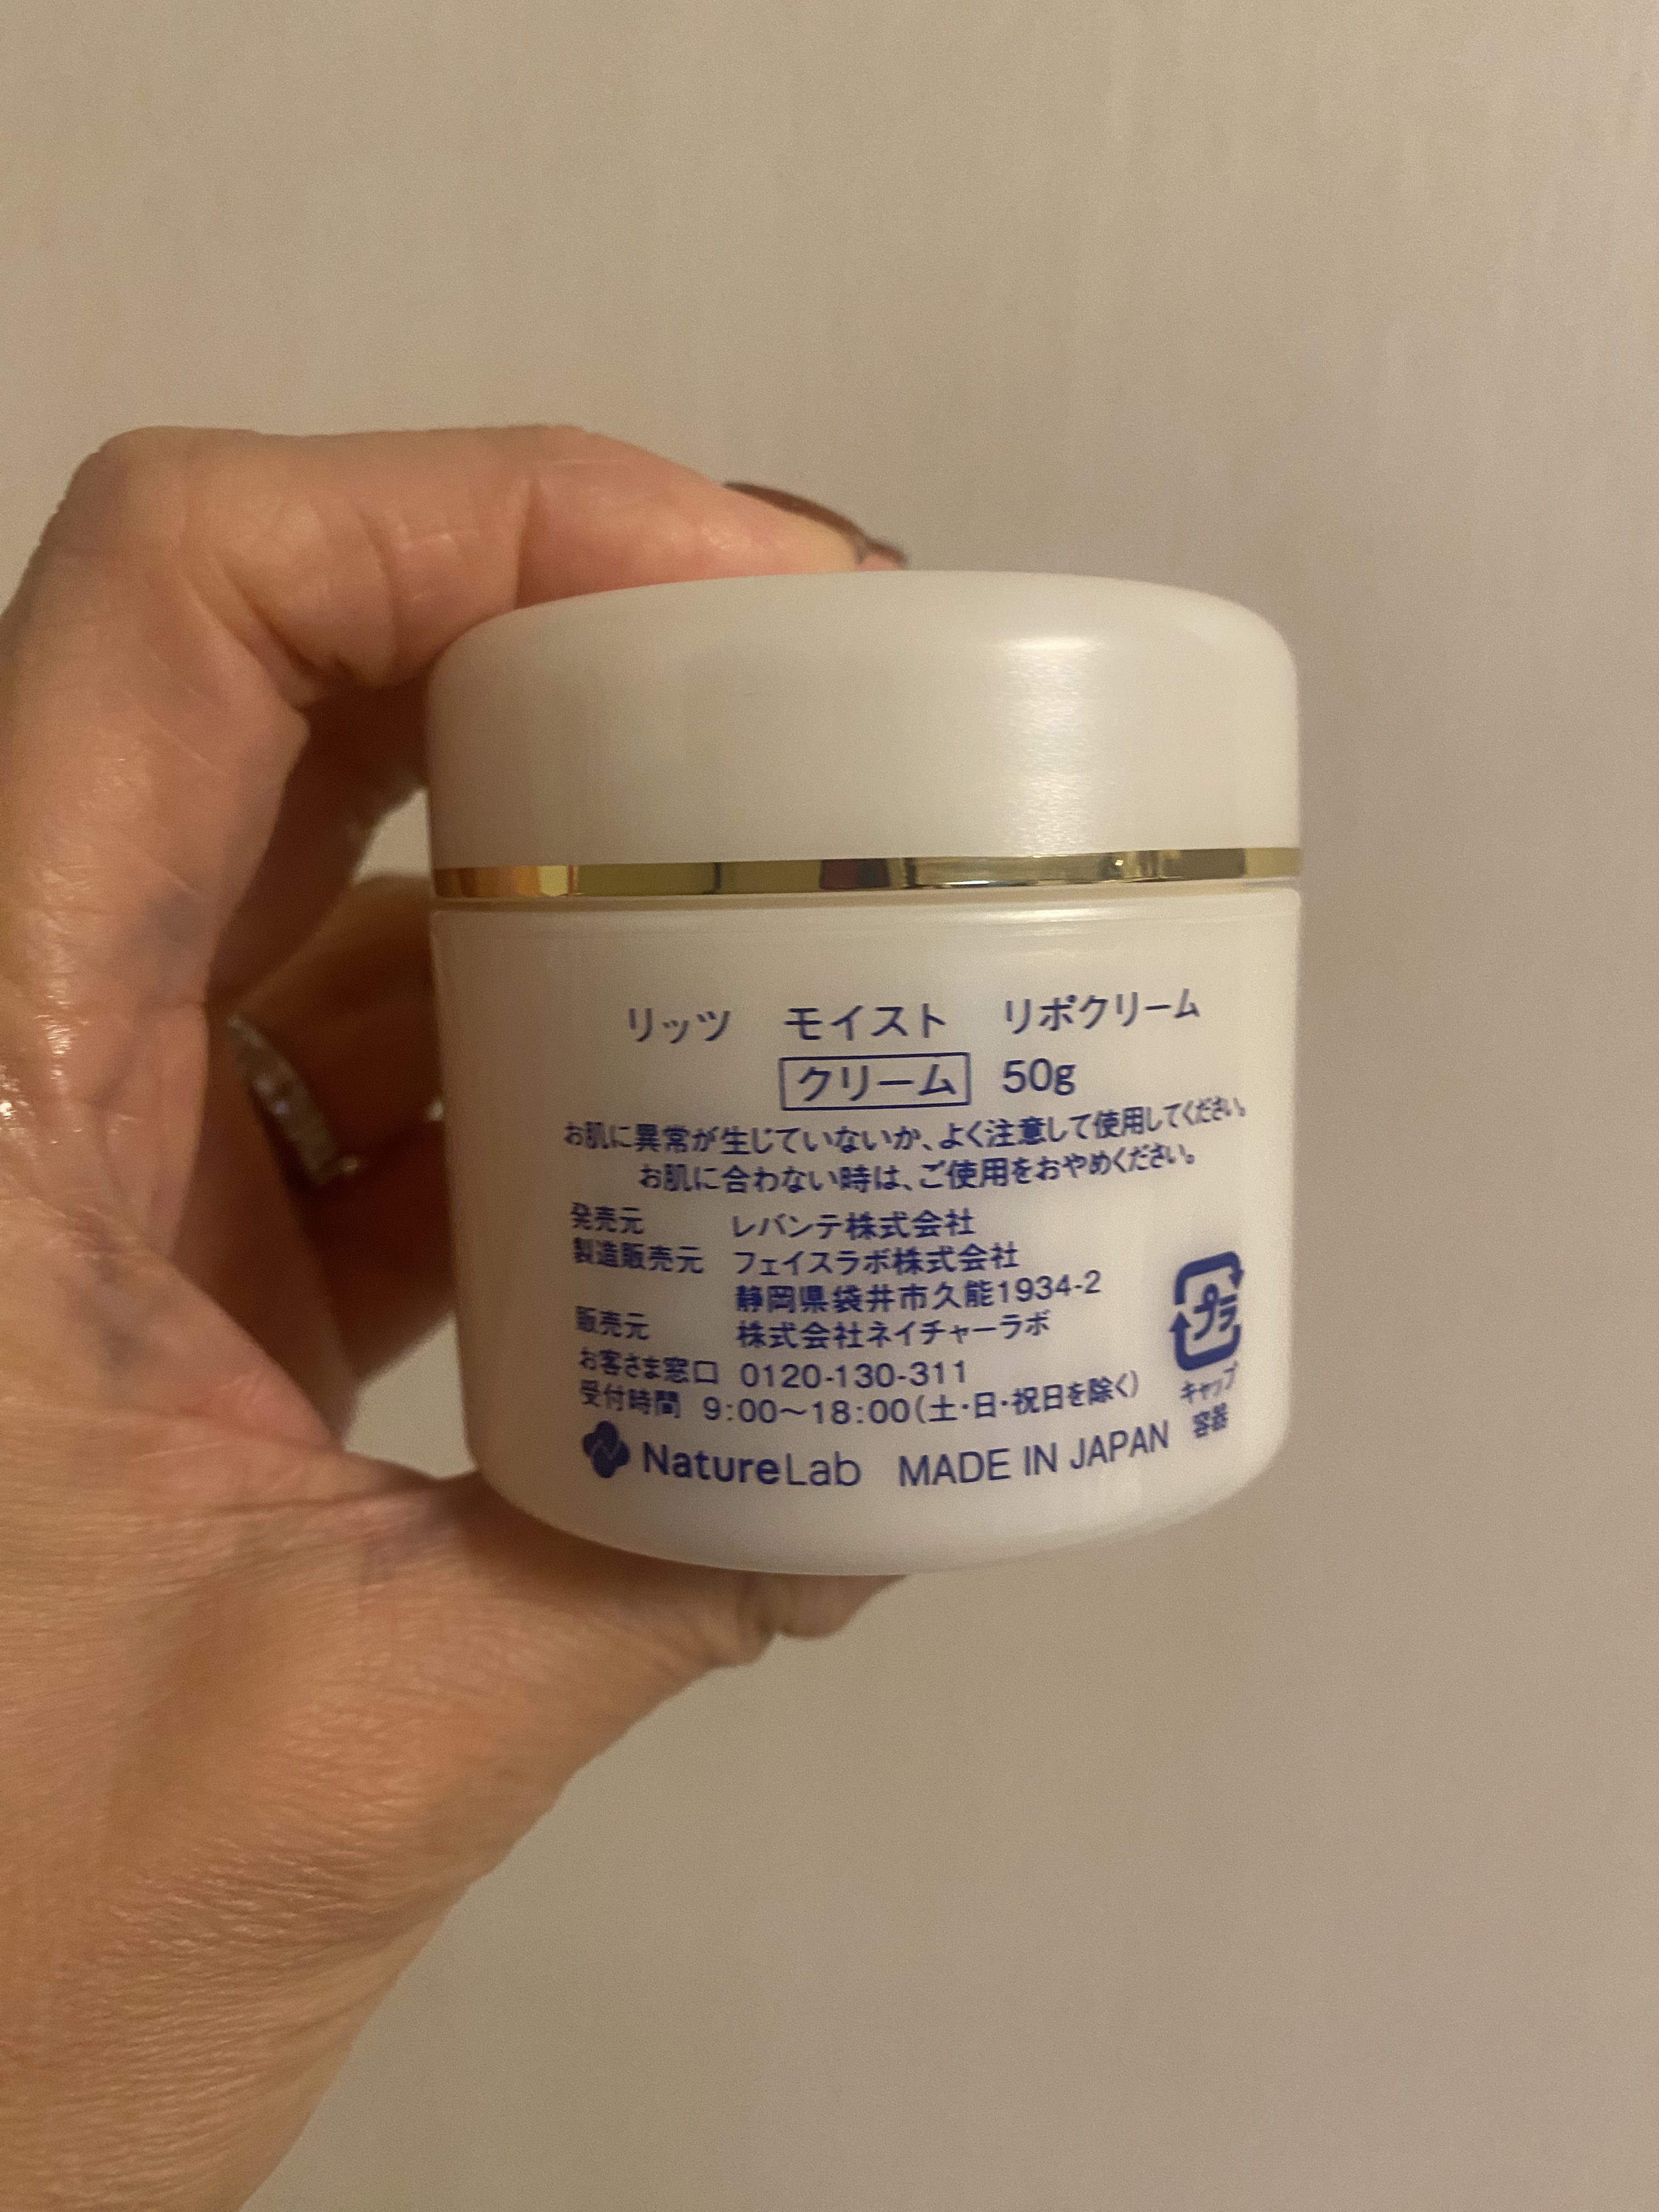 リッツ モイスト リポクリーム
クリーム 50g
お肌に異常が生じていないか、よく注意して使用してください。
お肌に合わない時は、ご使用をおやめください。
発売元 レバンテ株式会社
製造販売元 フェイスラボ株式会社
静岡県袋井市久能1934-2
販売元 株式会社ネイチャーラボ
お客さま窓口 0120-130-311
受付時間 9:00〜18:00(土・日・祝日を除く)
プラ
キャップ
容器
NatureLab MADE IN JAPAN